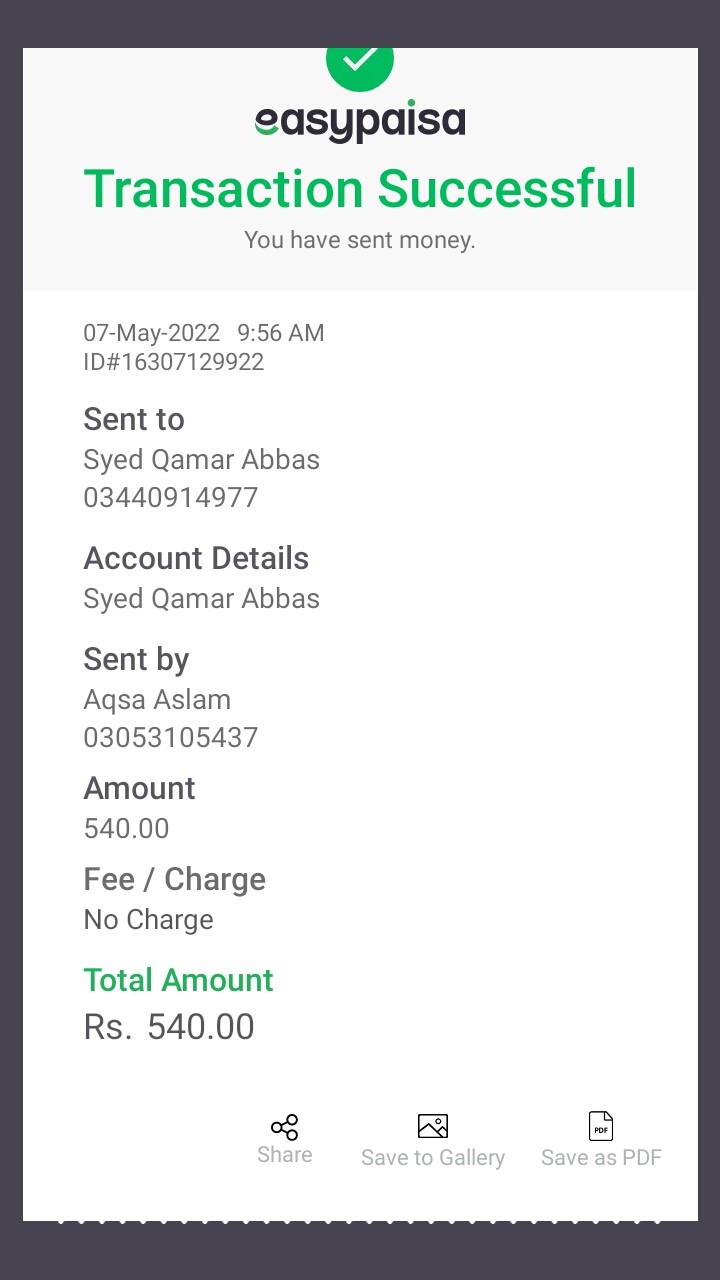 easypaisa
Transaction Successful
You have sent money.
07-May-2022 9:56 AM
ID#16307129922
Sent to
Syed Qamar Abbas
03440914977
Account Details
Syed Qamar Abbas
Sent by
Aqsa Aslam
03053105437
Amount
540.00
Fee / Charge
No Charge
Total Amount
Rs. 540.00
PDF
Share
Save to Gallery
Save as PDF